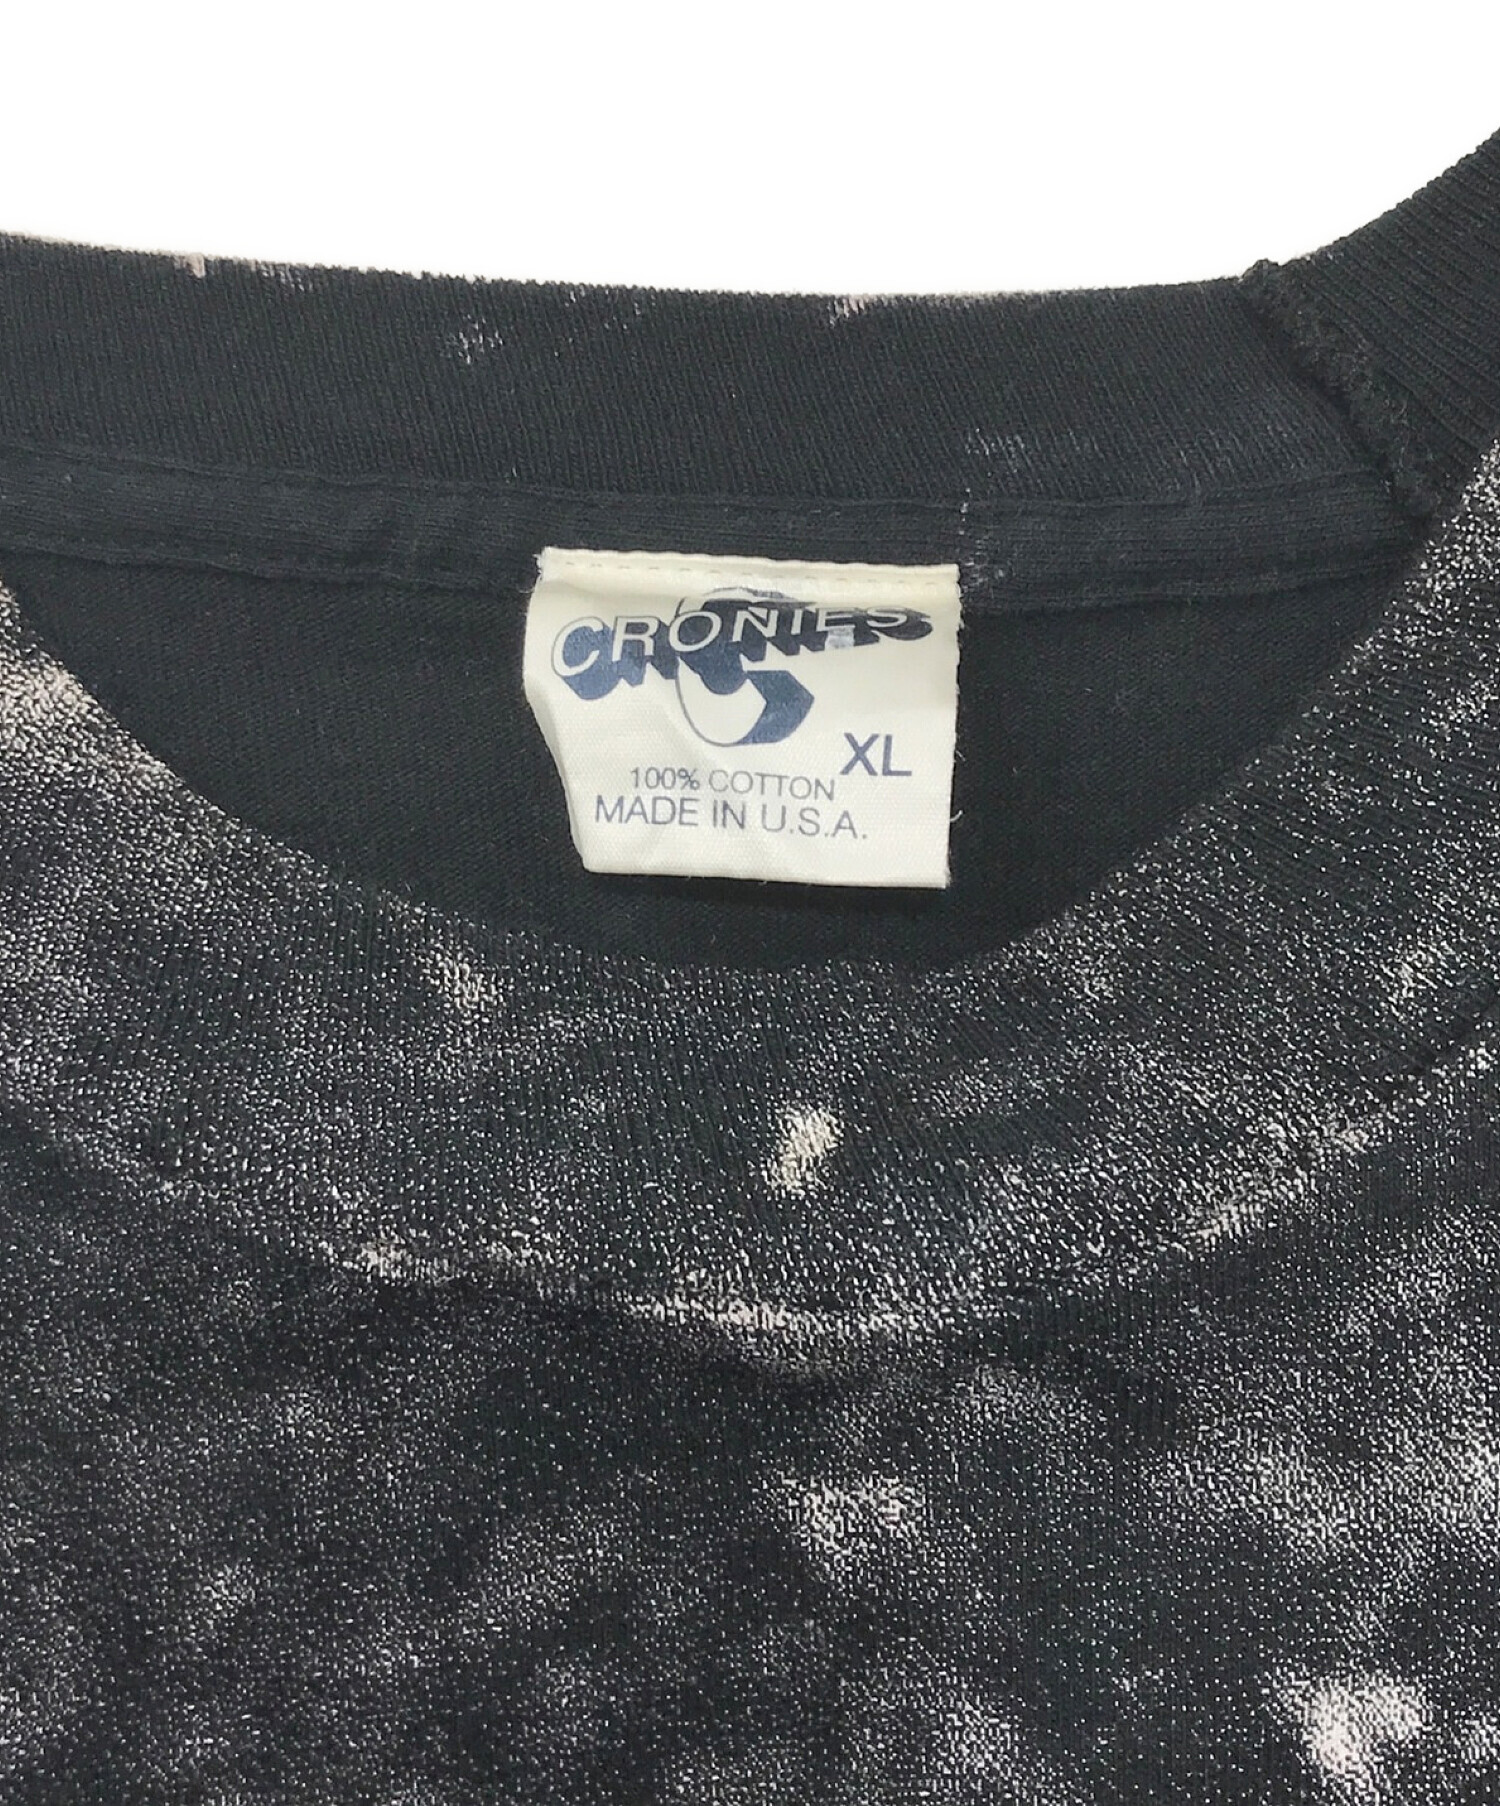 CRONIES
XL
100% COTTON
MADE IN U.S.A.